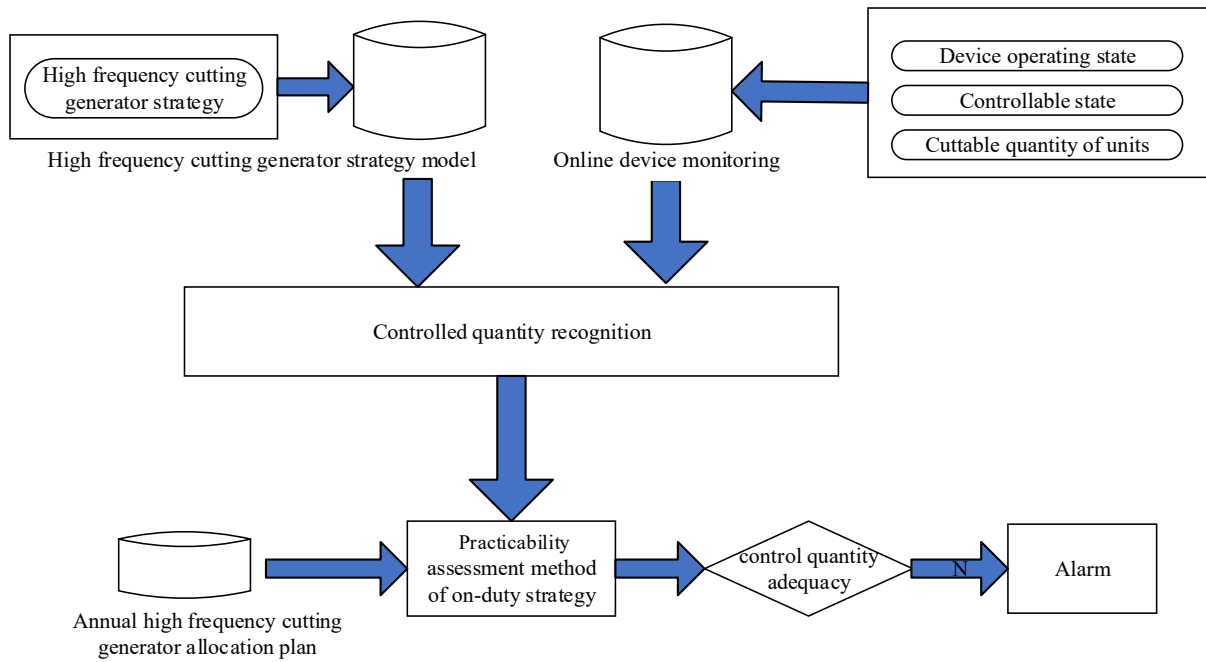 High frequency cutting
generator strategy
High frequency cutting generator strategy model
Online device monitoring
Device operating state
Controllable state
Cuttable quantity of units
Controlled quantity recognition
Annual high frequency cutting
generator allocation plan
Practicability
assessment method
of on-duty strategy
control quantity
adequacy
N
Alarm